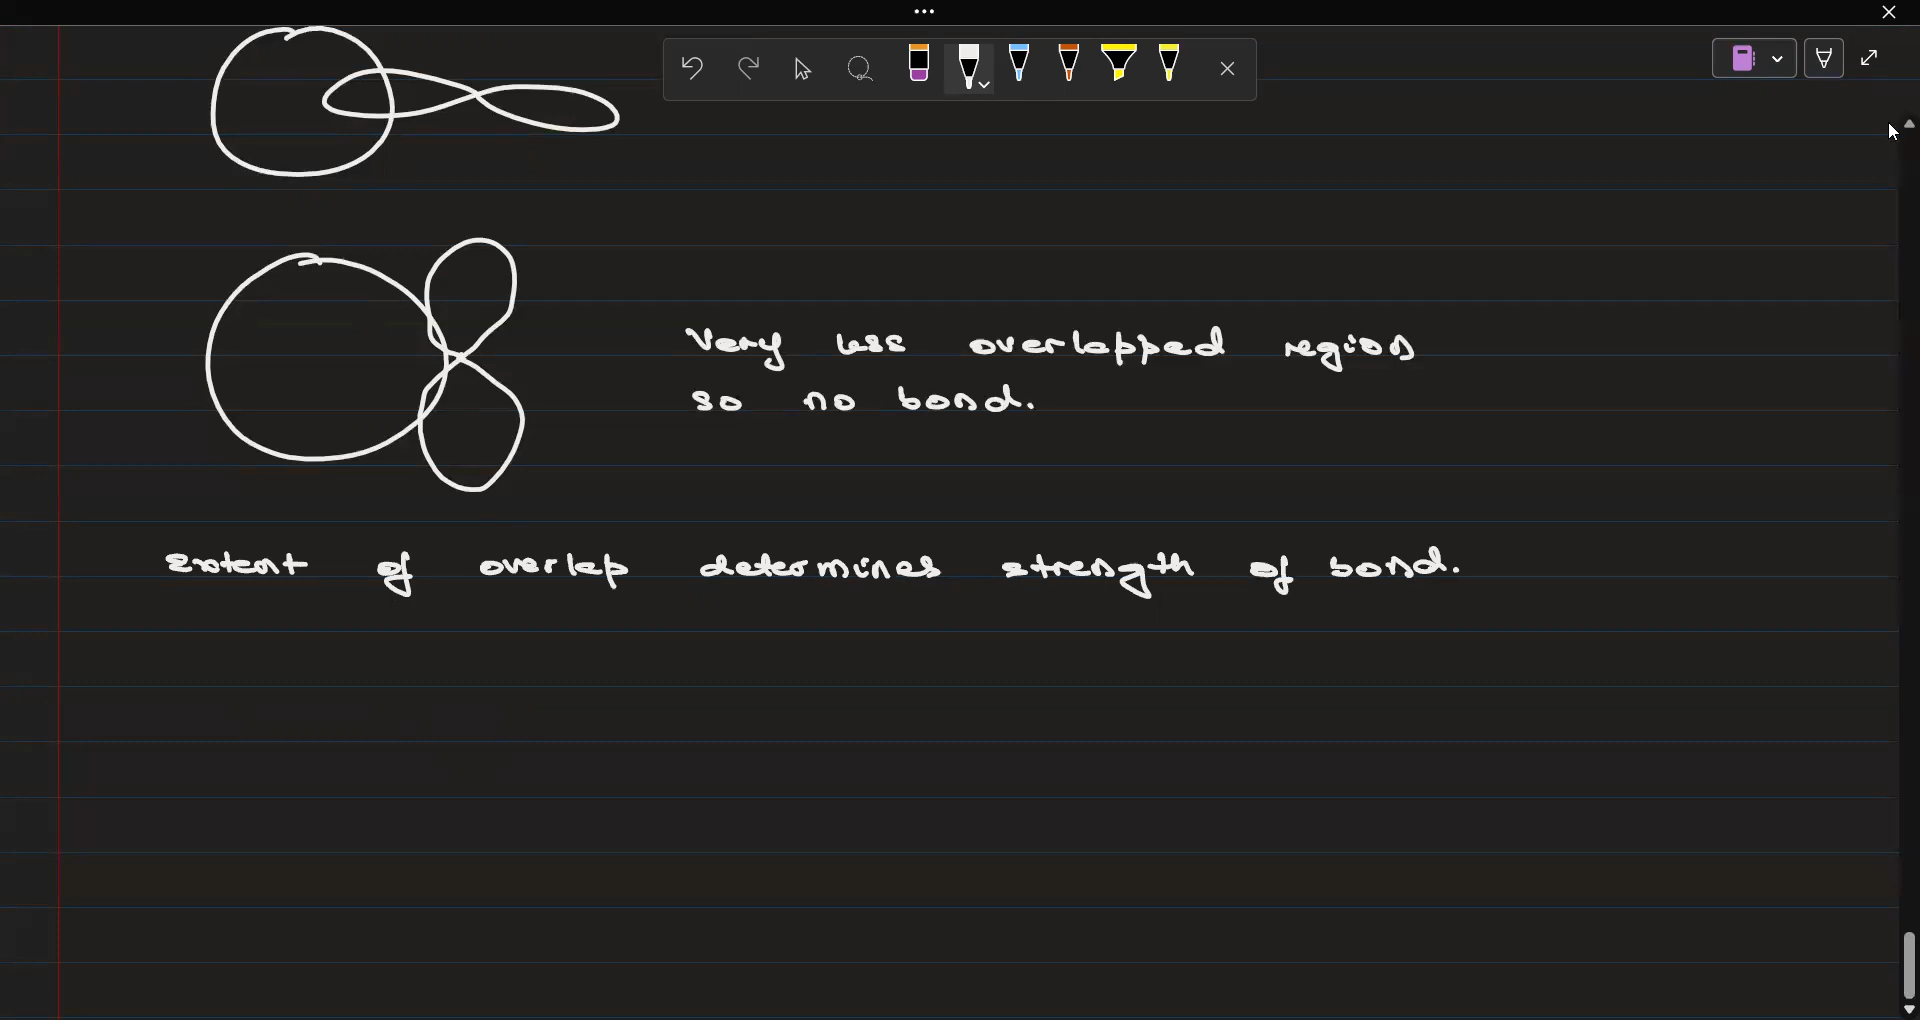 Very less overlapped region
so no bond.
Extent of overlap determines strength of bond.